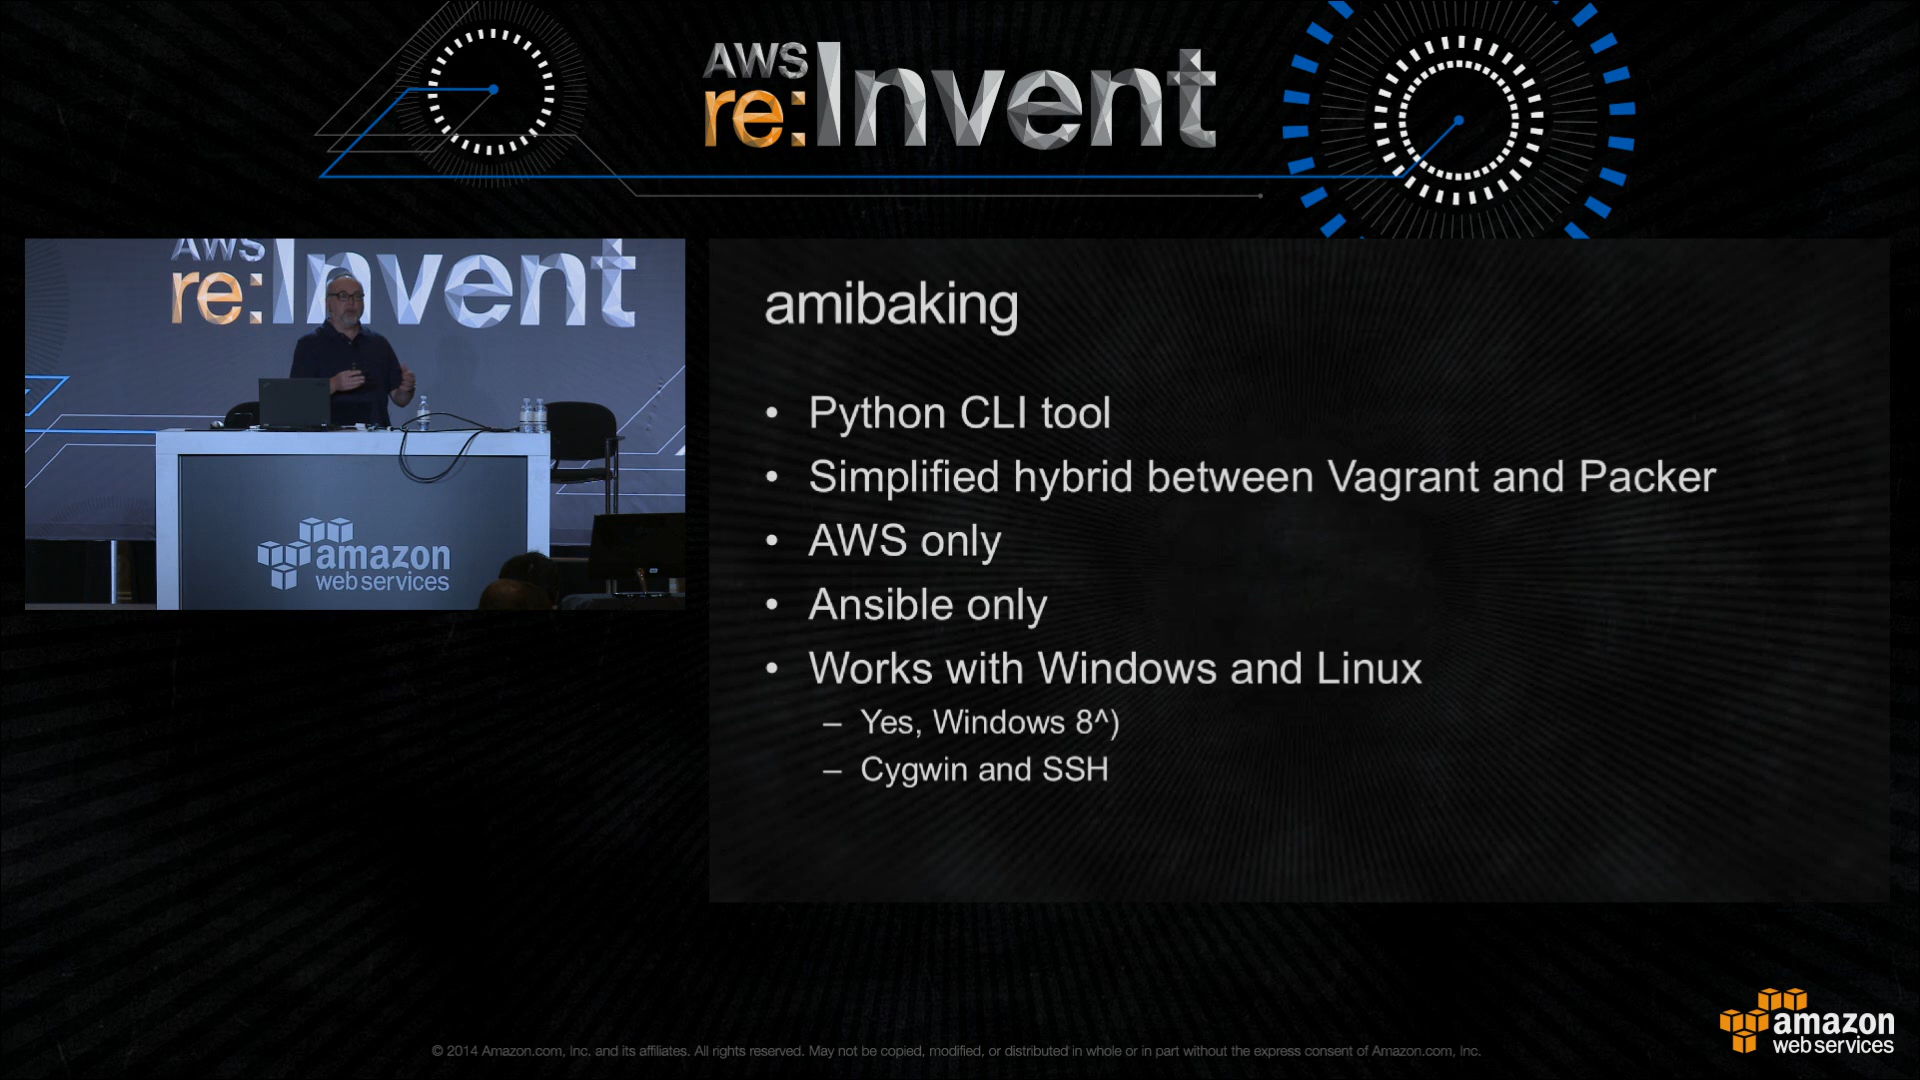 AWS
re:Invent
AWS
re:Invent
amazon
web services
amibaking
• Python CLI tool
• Simplified hybrid between Vagrant and Packer
• AWS only
• Ansible only
• Works with Windows and Linux
– Yes, Windows 8^)
– Cygwin and SSH
amazon
web services
© 2014 Amazon.com, Inc. and its affiliates. All rights reserved. May not be copied, modified, or distributed in whole or in part without the express consent of Amazon.com, Inc.